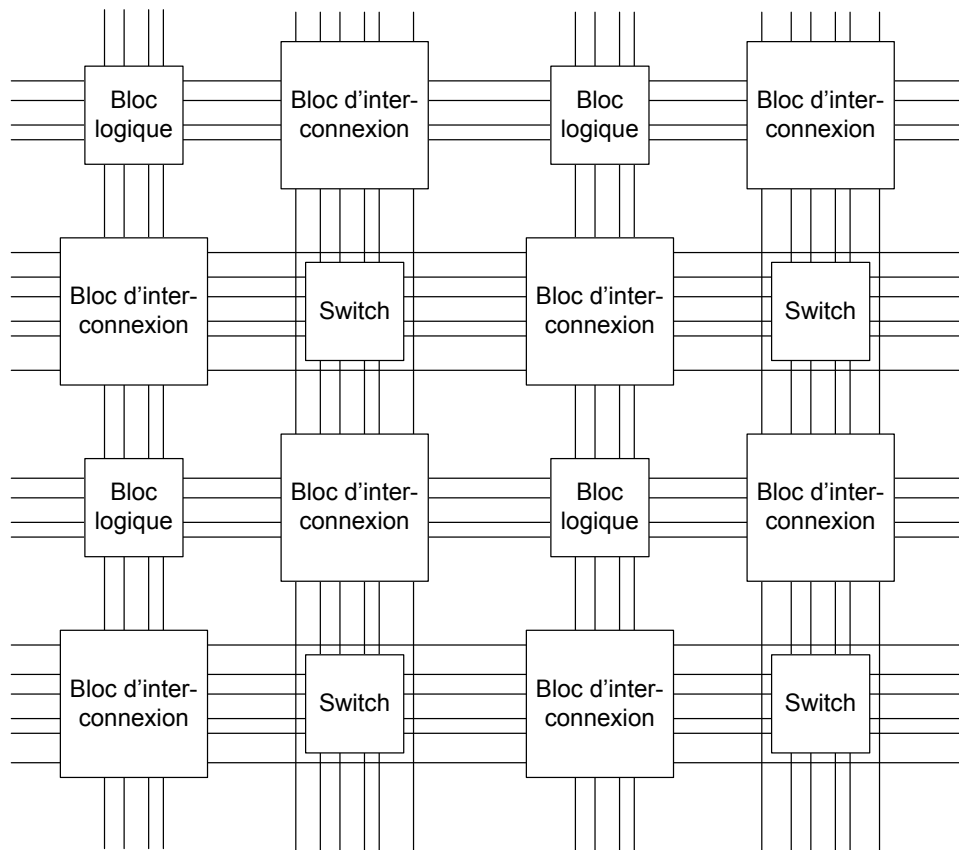 Bloc
logique
Bloc d’inter-
connexion
Bloc
logique
Bloc d’inter-
connexion
Bloc d’inter-
connexion
Switch
Bloc d’inter-
connexion
Switch
Bloc
logique
Bloc d’inter-
connexion
Bloc
logique
Bloc d’inter-
connexion
Bloc d’inter-
connexion
Switch
Bloc d’inter-
connexion
Switch